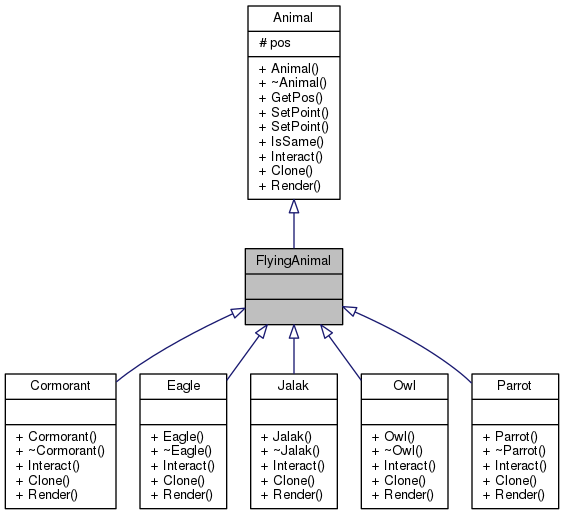 Animal
# pos
+ Animal()
+ ~Animal()
+ GetPos()
+ SetPoint()
+ SetPoint()
+ IsSame()
+ Interact()
+ Clone()
+ Render()
FlyingAnimal
Cormorant
+ Cormorant()
+ ~Cormorant()
+ Interact()
+ Clone()
+ Render()
Eagle
+ Eagle()
+ ~Eagle()
+ Interact()
+ Clone()
+ Render()
Jalak
+ Jalak()
+ ~Jalak()
+ Interact()
+ Clone()
+ Render()
Owl
+ Owl()
+ ~Owl()
+ Interact()
+ Clone()
+ Render()
Parrot
+ Parrot()
+ ~Parrot()
+ Interact()
+ Clone()
+ Render()